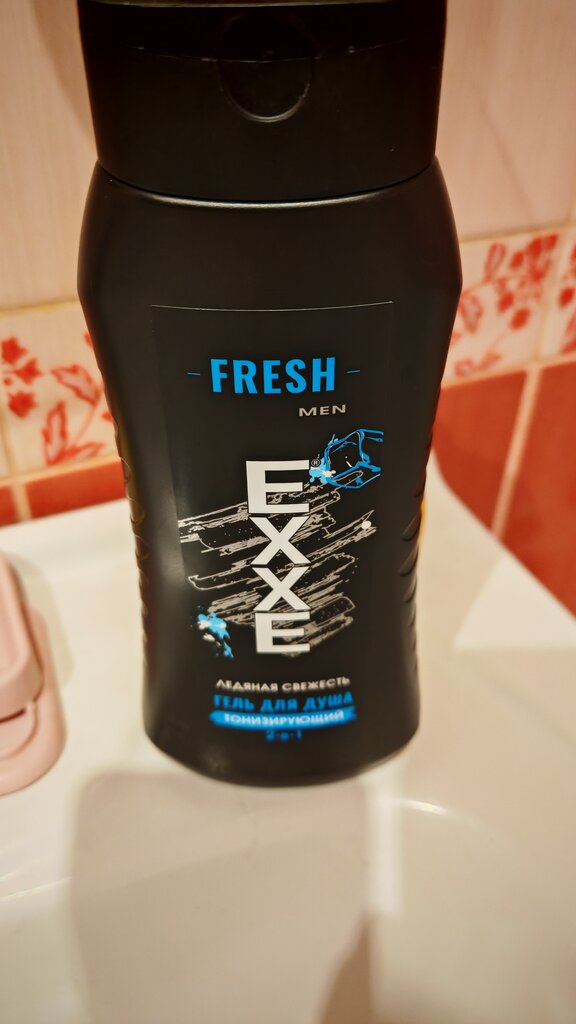 - FRESH -
MEN
EXXE®
ЛЕДЯНАЯ СВЕЖЕСТЬ
ГЕЛЬ ДЛЯ ДУША
ТОНИЗИРУЮЩИЙ
2-в-1